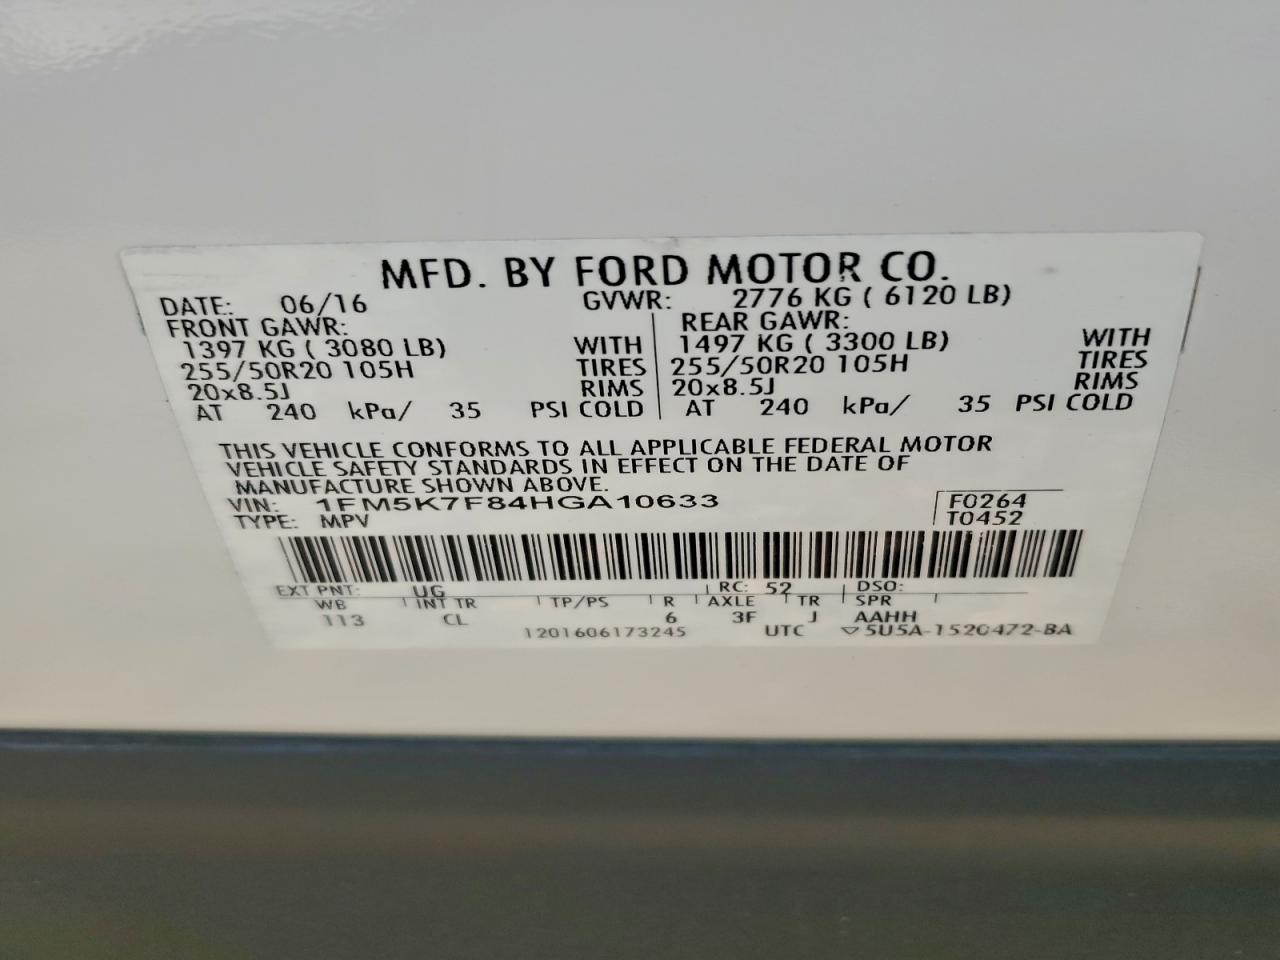 MFD. BY FORD MOTOR CO.
DATE: 06/16 GVWR: 2776 KG ( 6120 LB)
FRONT GAWR: REAR GAWR:
1397 KG ( 3080 LB) WITH 1497 KG ( 3300 LB) WITH
255/50R20 105H TIRES 255/50R20 105H TIRES
20x8.5J RIMS 20x8.5J RIMS
AT 240 kPa/ 35 PSI COLD AT 240 kPa/ 35 PSI COLD
THIS VEHICLE CONFORMS TO ALL APPLICABLE FEDERAL MOTOR
VEHICLE SAFETY STANDARDS IN EFFECT ON THE DATE OF
MANUFACTURE SHOWN ABOVE.
VIN: 1FM5K7F84HGA10633 F0264
TYPE: MPV T0452
EXT PNT: UG RC: 52 DSO:
WB INT TR TP/PS R AXLE TR SPR
113 CL 6 3F J AAHH
1201606173245 UTC ▽5U5A-1520472-BA